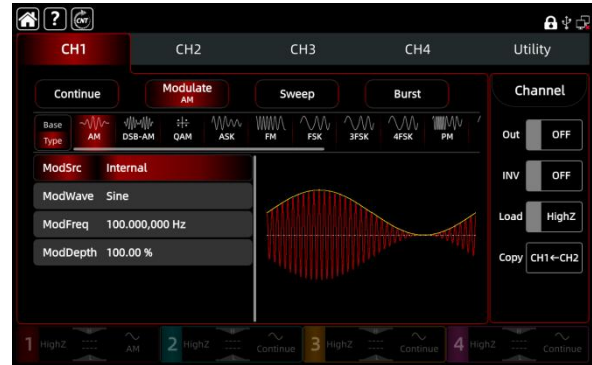 ? CNT
CH1 CH2 CH3 CH4 Utility
Continue Modulate Sweep Burst Channel
AM
Base
Type
AM DSB-AM QAM ASK FM FSK 3FSK 4FSK PM
Out OFF
ModSrc Internal
INV OFF
ModWave Sine
Load HighZ
ModFreq 100.000,000 Hz
ModDepth 100.00 %
Copy CH1←CH2
1 HighZ AM 2 HighZ Continue 3 HighZ Continue 4 HighZ Continue